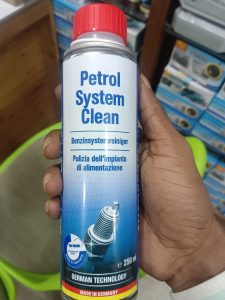 Petrol
System
Clean
Benzinsystemreiniger
Pulizia dell'impianto
di alimentazione
e 250 ml
GERMAN TECHNOLOGY
MADE IN GERMANY